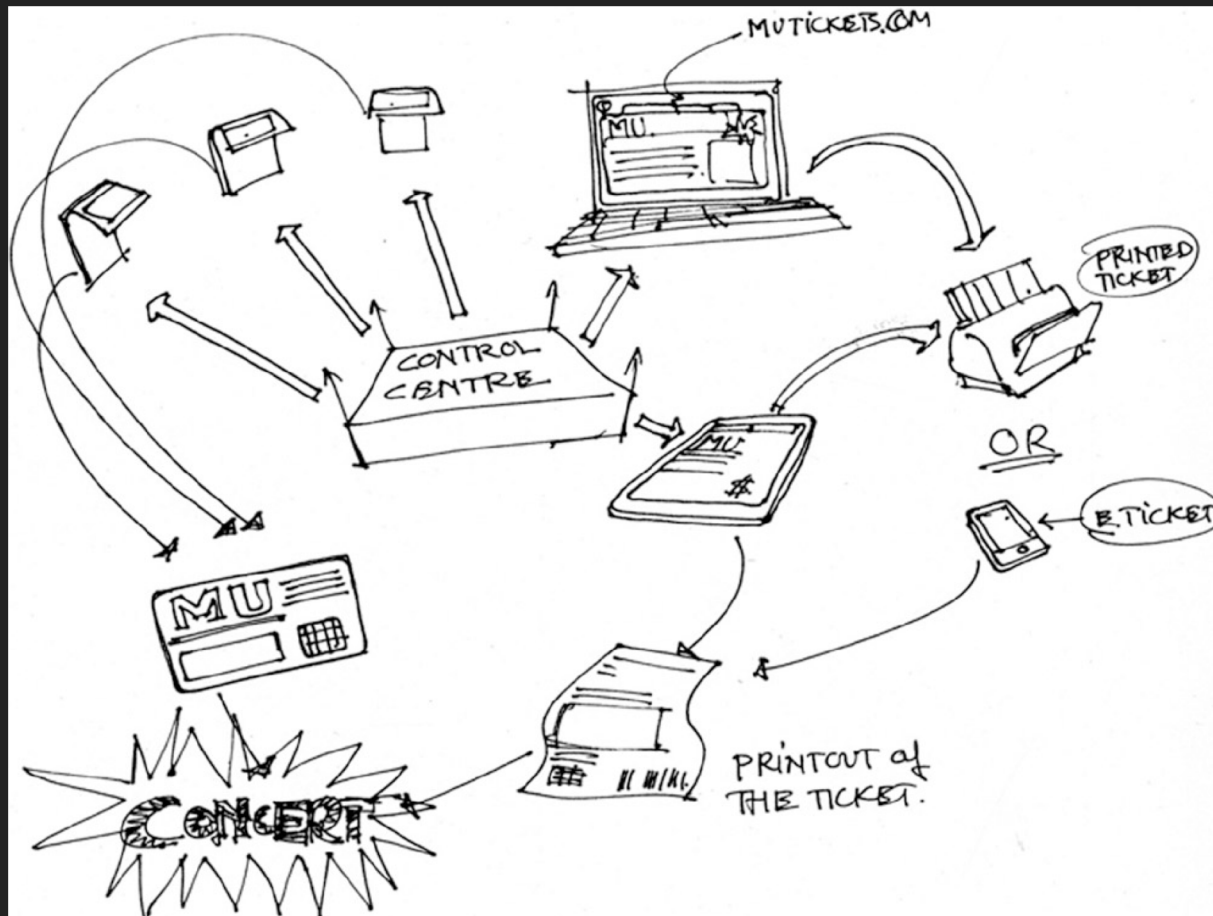 MUTICKETS.COM
MU.
PRINTED
TICKET
CONTROL
CENTRE
MU.
$
OR
E.TICKET
MU
PRINTOUT of
THE TICKET.
CONCERT